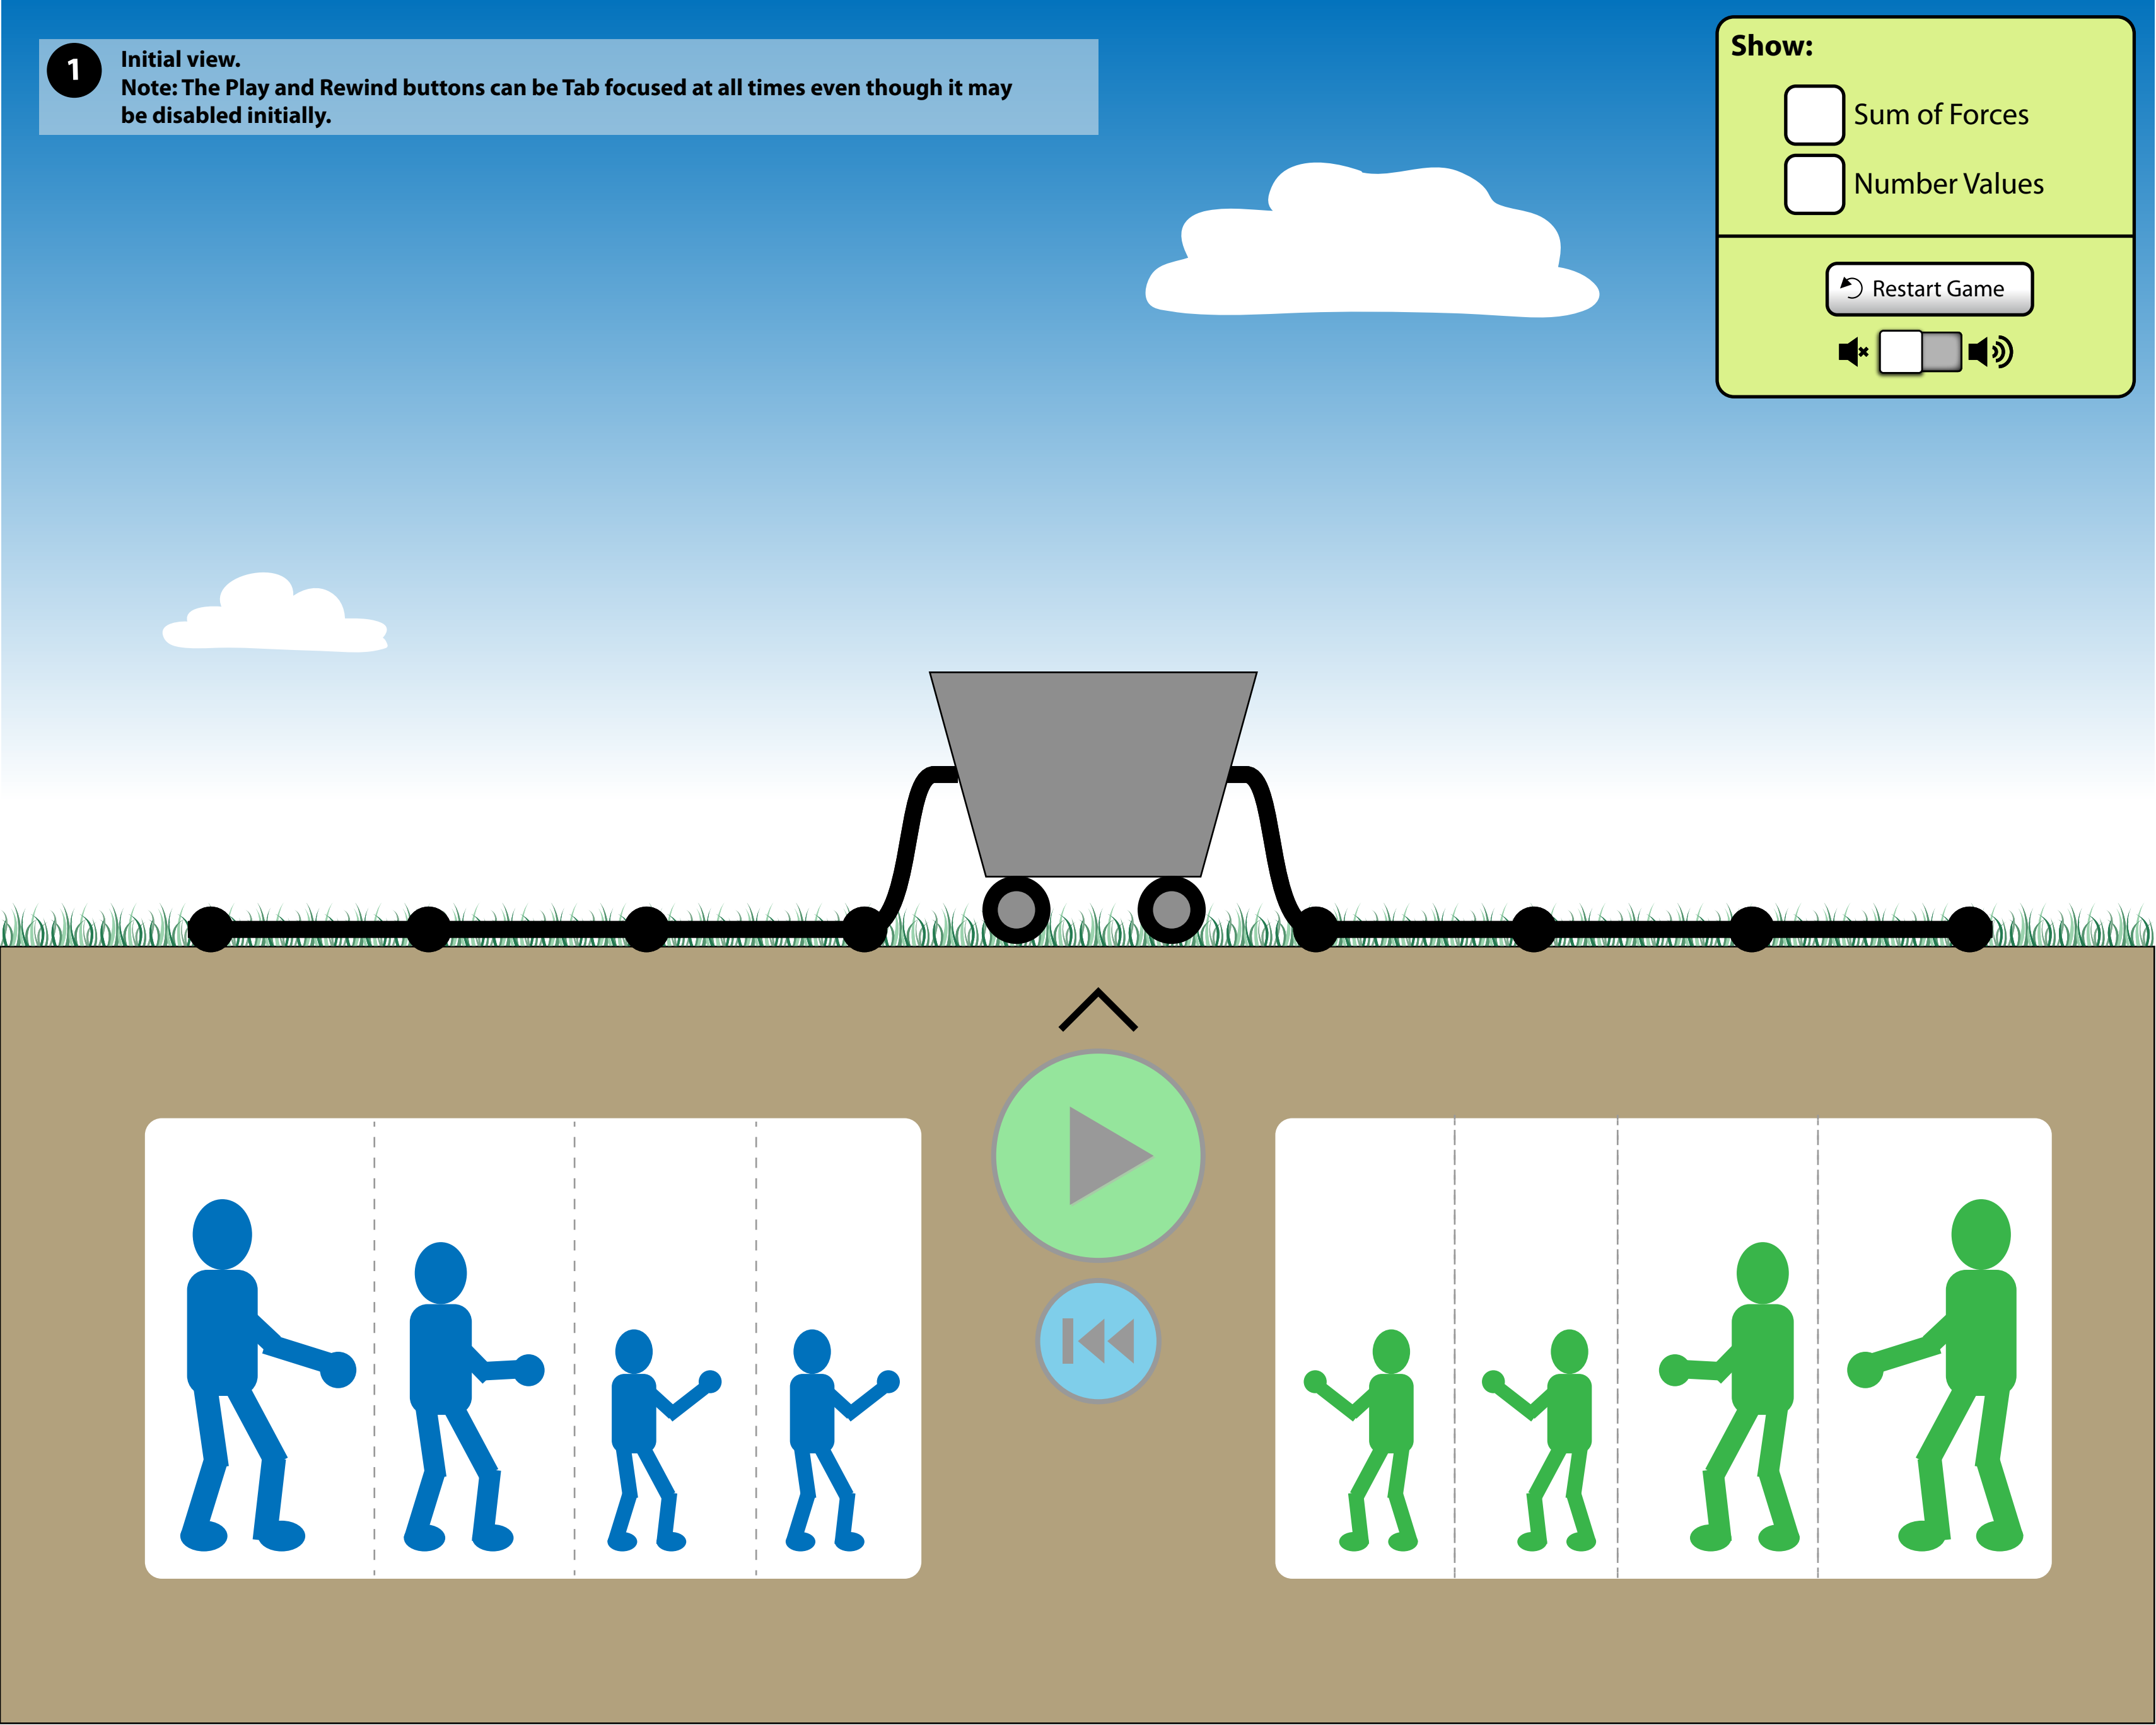 1
Initial view.
Note: The Play and Rewind buttons can be Tab focused at all times even though it may
be disabled initially.
Show:
Sum of Forces
Number Values
Restart Game